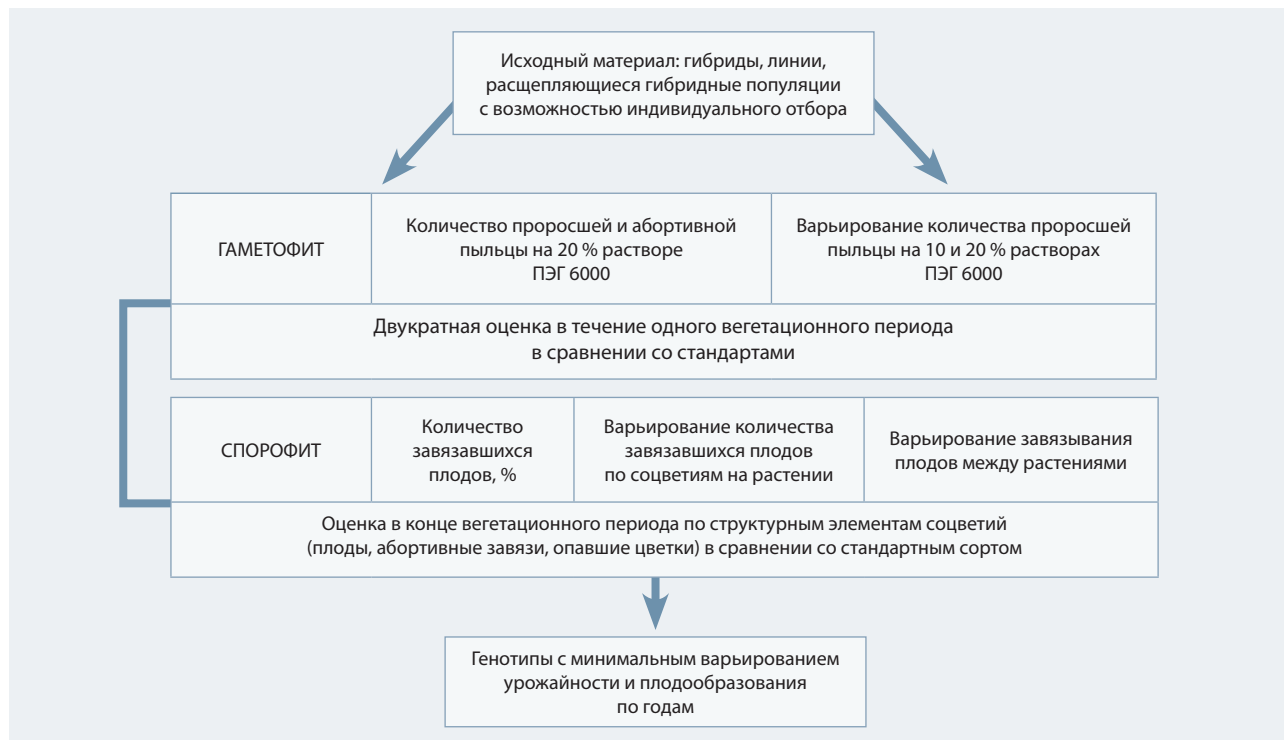 Исходный материал: гибриды, линии,
расщепляющиеся гибридные популяции
с возможностью индивидуального отбора
ГАМЕТОФИТ
Количество проросшей и абортивной
пыльцы на 20 % растворе
ПЭГ 6000
Варьирование количества проросшей
пыльцы на 10 и 20 % растворах
ПЭГ 6000
Двукратная оценка в течение одного вегетационного периода
в сравнении со стандартами
СПОРОФИТ
Количество
завязавшихся
плодов, %
Варьирование количества
завязавшихся плодов
по соцветиям на растении
Варьирование завязывания
плодов между растениями
Оценка в конце вегетационного периода по структурным элементам соцветий
(плоды, абортивные завязи, опавшие цветки) в сравнении со стандартным сортом
Генотипы с минимальным варьированием
урожайности и плодообразования
по годам